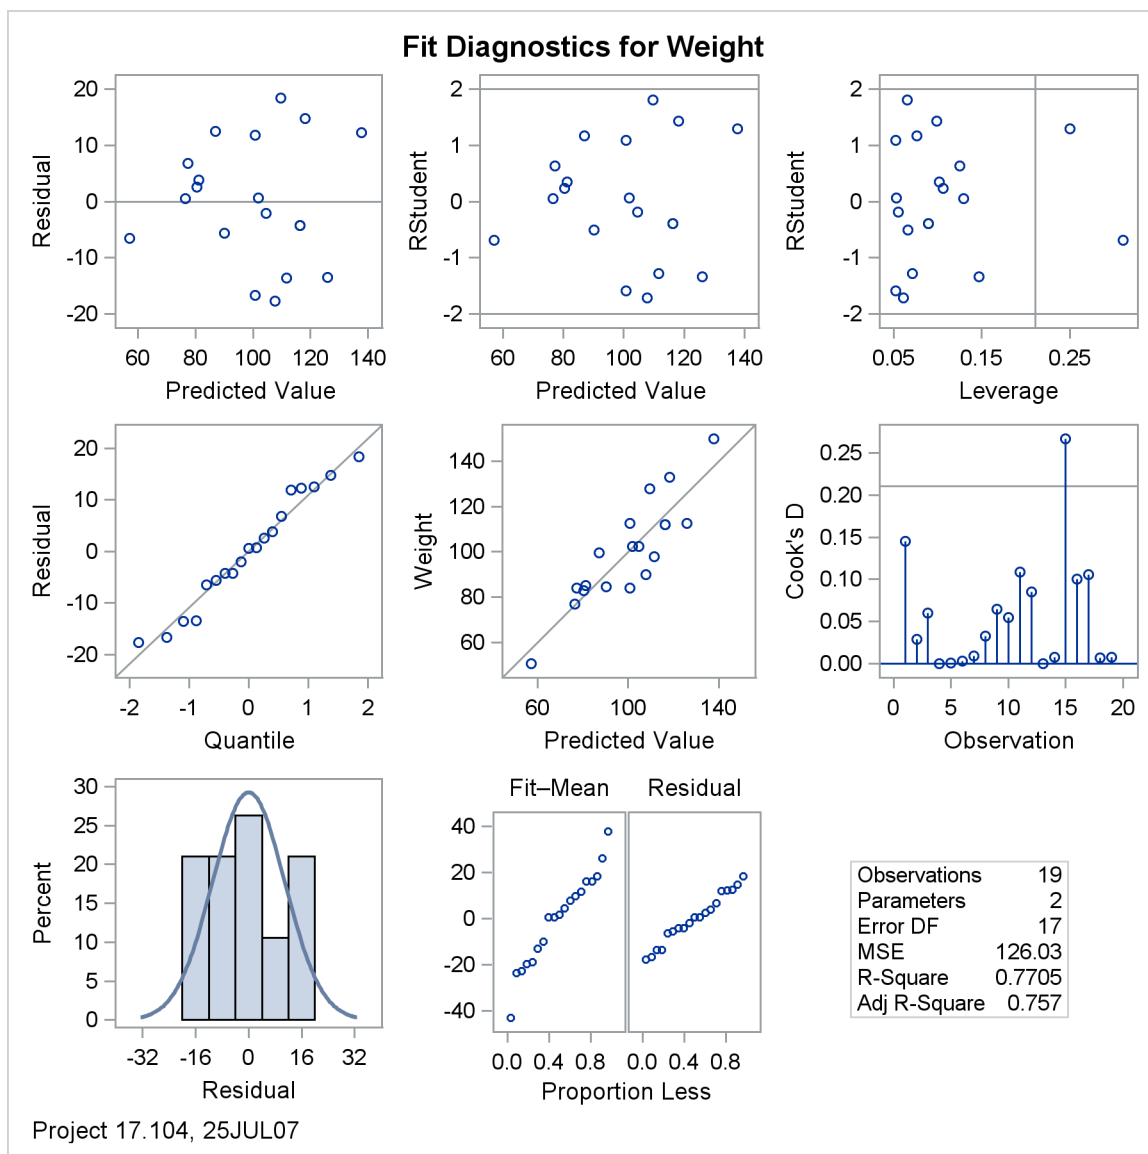 Fit Diagnostics for Weight
20
10
0
-10
-20
Residual
60 80 100 120 140
Predicted Value
2
1
0
-1
-2
RStudent
60 80 100 120 140
Predicted Value
2
1
0
-1
-2
RStudent
0.05 0.15 0.25
Leverage
20
10
0
-10
-20
Residual
-2 -1 0 1 2
Quantile
140
120
100
80
60
Weight
60 100 140
Predicted Value
0.25
0.20
0.15
0.10
0.05
0.00
Cook's D
0 5 10 15 20
Observation
30
25
20
15
10
5
0
Percent
-32 -16 0 16 32
Residual
Fit–Mean Residual
40
20
0
-20
-40
0.0 0.4 0.8 0.0 0.4 0.8
Proportion Less
Observations 19
Parameters 2
Error DF 17
MSE 126.03
R-Square 0.7705
Adj R-Square 0.757
Project 17.104, 25JUL07